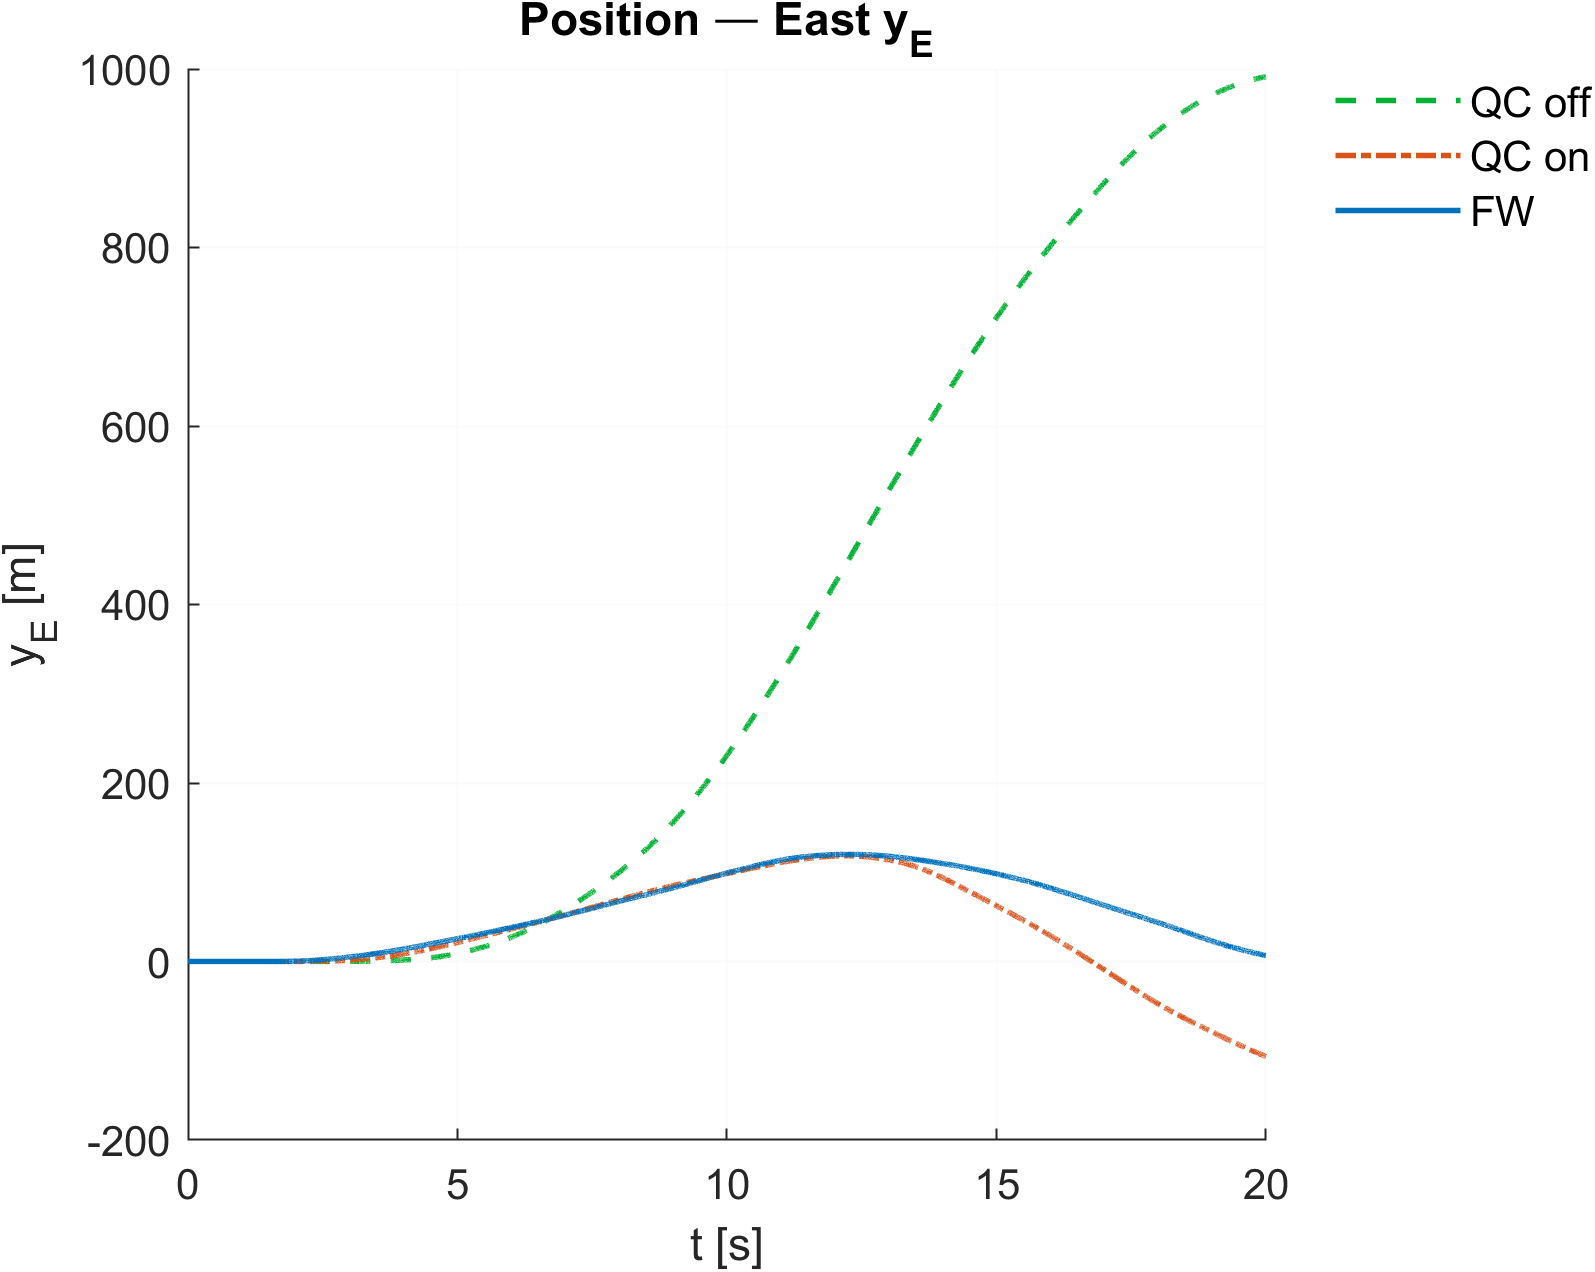 Position — East y_E
1000
800
600
400
200
0
-200
0 5 10 15 20
y_E [m]
t [s]
QC off
QC on
FW